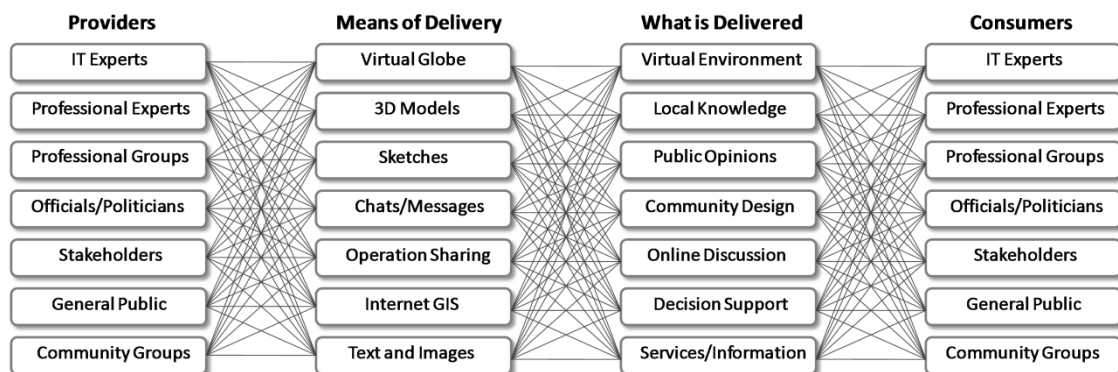 Providers Means of Delivery What is Delivered Consumers
IT Experts Virtual Globe Virtual Environment IT Experts
Professional Experts 3D Models Local Knowledge Professional Experts
Professional Groups Sketches Public Opinions Professional Groups
Officials/Politicians Chats/Messages Community Design Officials/Politicians
Stakeholders Operation Sharing Online Discussion Stakeholders
General Public Internet GIS Decision Support General Public
Community Groups Text and Images Services/Information Community Groups